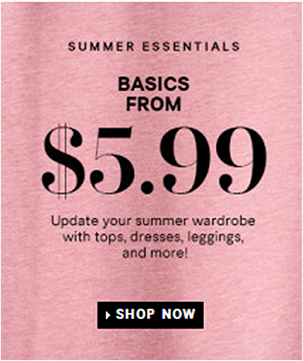 SUMMER ESSENTIALS
BASICS
FROM
$5.99
Update your summer wardrobe
with tops, dresses, leggings,
and more!
SHOP NOW